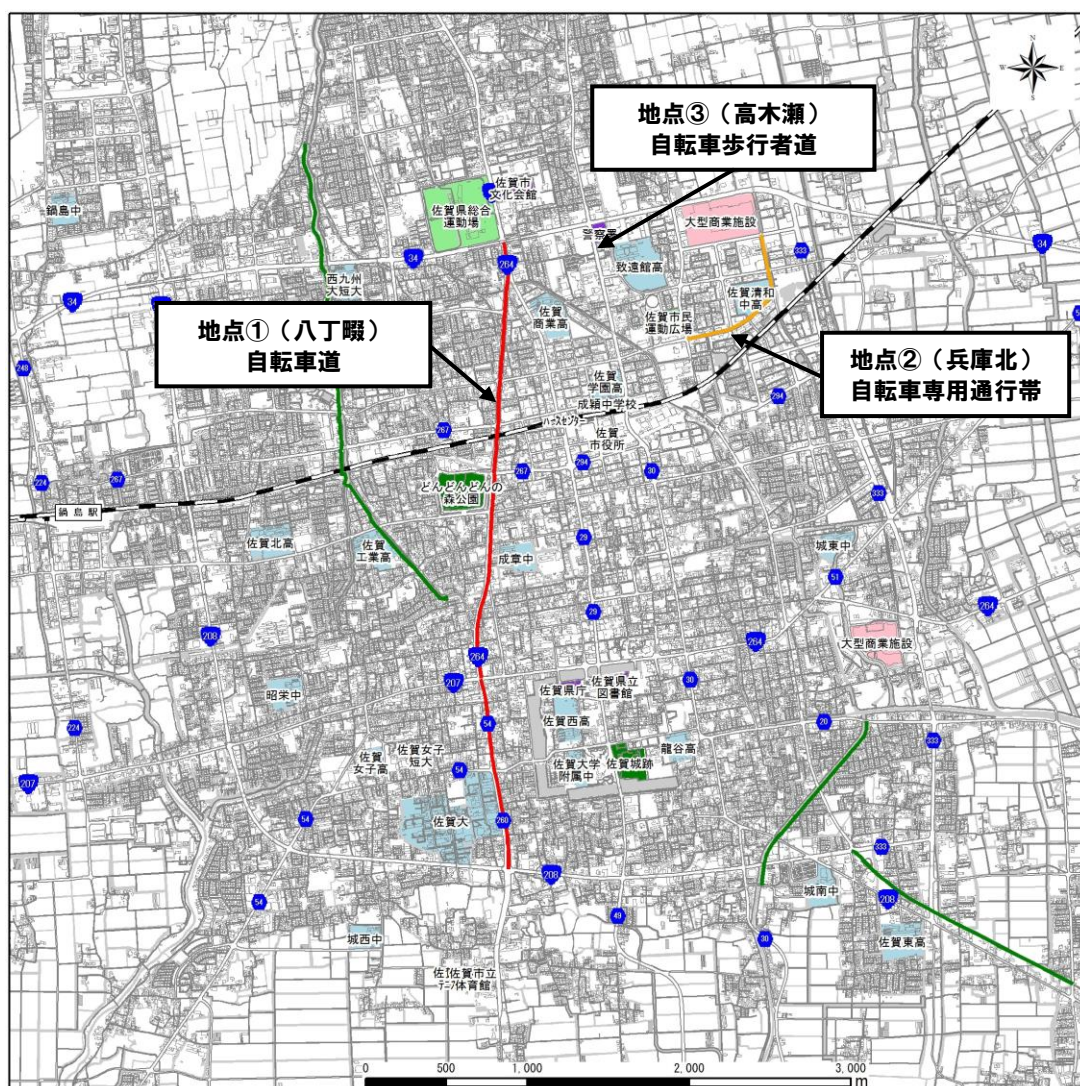 W
E
地点③（高木瀬）
自転車歩行者道
佐賀市
文化会館
佐賀県総合
運動場
鍋島中
警察署
大型商業施設
致遠館高
34
264
333
34
34
西九州
大短大
佐賀清和
中高
佐賀
商業高
佐賀市民
運動広場
地点①（八丁畷）
自転車道
地点②（兵庫北）
自転車専用通行帯
248
佐賀
学園高
成穎中学校
294
267
佐賀
市役所
294
30
267
224
267
333
どんどんどんの
森公園
鍋島駅
佐賀北高
佐賀
工業高
成章中
29
城東中
51
264
29
208
264
264
大型商業施設
207
佐賀県庁
佐賀県立
図書館
30
昭栄中
佐賀西高
54
20
224
333
佐賀
女子高
佐賀女子
短大
54
佐賀大学
附属中
佐賀城跡
龍谷高
207
54
佐賀大
260
333
208
城南中
208
54
49
30
佐賀東高
城西中
佐賀市立
体育館
0
500
1,000
2,000
3,000
m